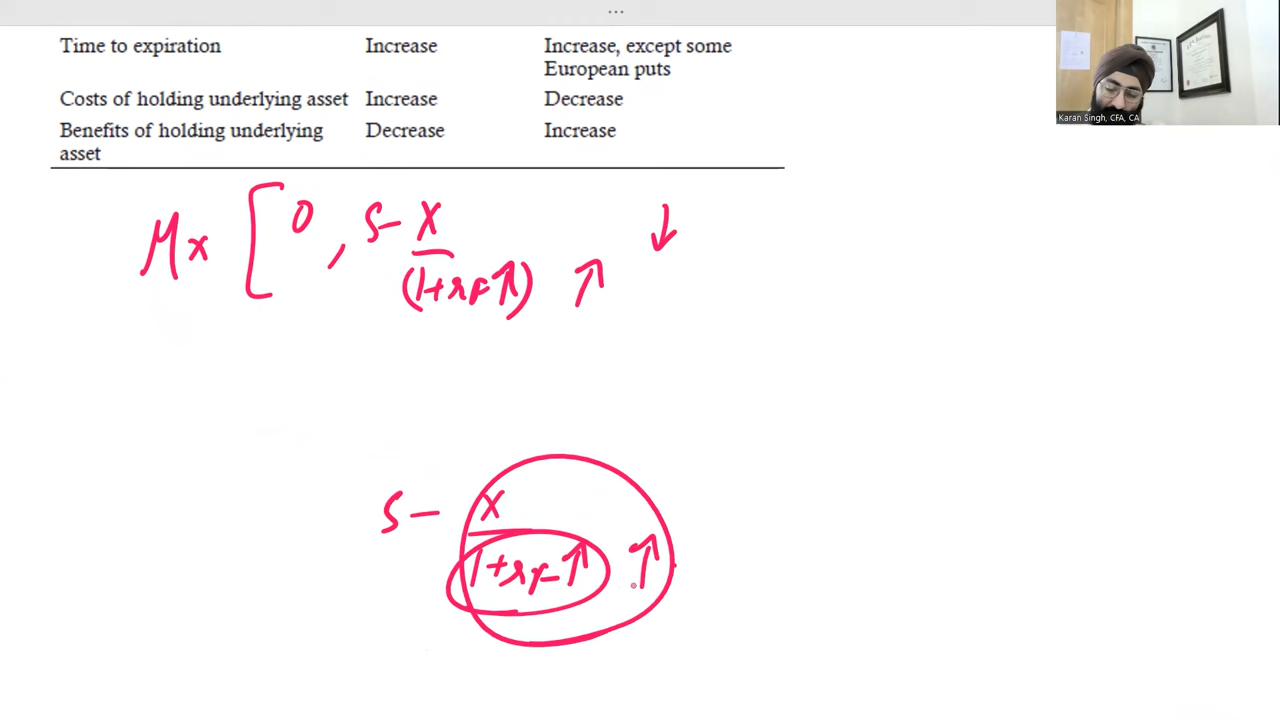 Time to expiration Increase Increase, except some
European puts
Costs of holding underlying asset Increase Decrease
Benefits of holding underlying Decrease Increase
asset
Mx [ 0 , S - X ↓
(1+rf↑) ↑
S - X
1+rf↑ ↑
Karan Singh, CFA, CA